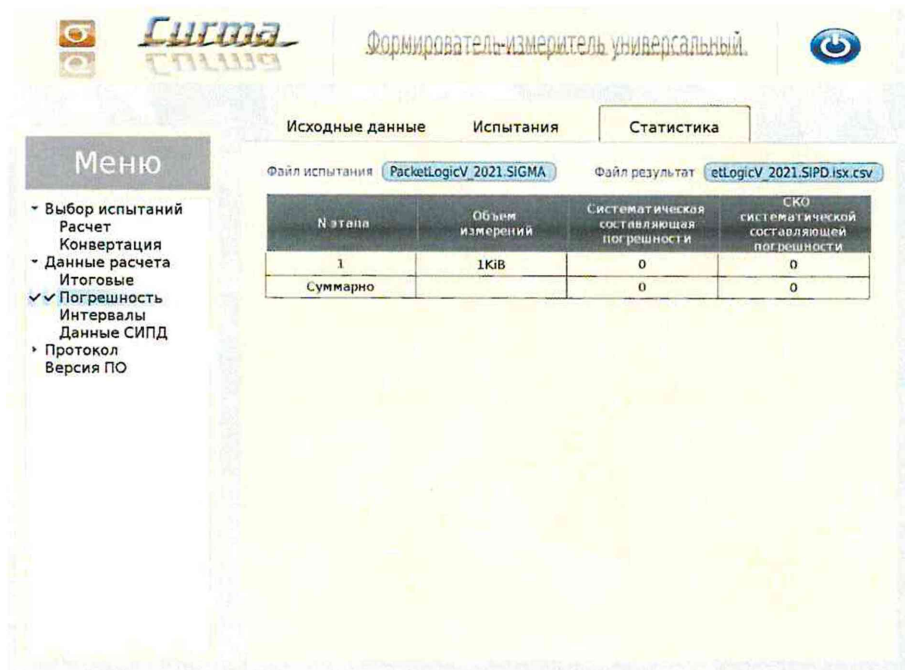 σ Сигма
Формирователь-измеритель универсальный.
Исходные данные Испытания Статистика
Меню
Файл испытания PacketLogicV_2021.SIGMA Файл результат etLogicV_2021.SIPD.isx.csv
Выбор испытаний
Расчет
Конвертация
Данные расчета
Итоговые
Погрешность
Интервалы
Данные СИПД
Протокол
Версия ПО
N этапа Объем измерений Систематическая составляющая погрешности СКО систематической составляющей погрешности
1 1KiB 0 0
Суммарно 0 0